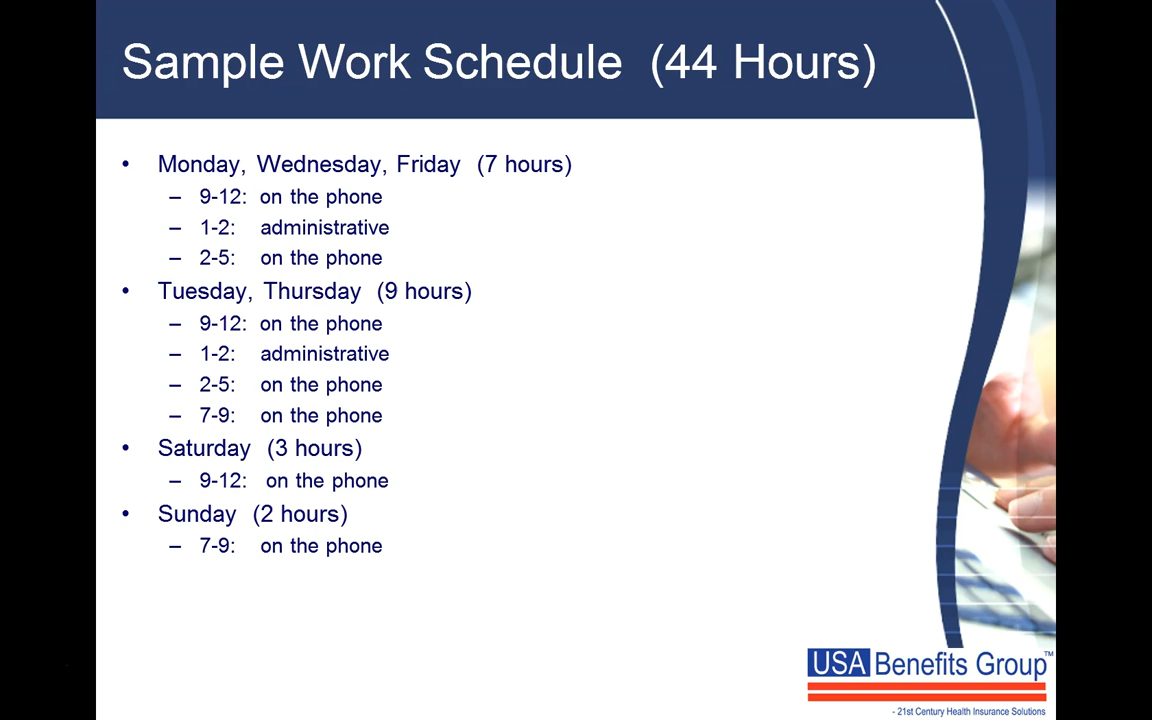 Sample Work Schedule (44 Hours)
• Monday, Wednesday, Friday (7 hours)
– 9-12: on the phone
– 1-2: administrative
– 2-5: on the phone
• Tuesday, Thursday (9 hours)
– 9-12: on the phone
– 1-2: administrative
– 2-5: on the phone
– 7-9: on the phone
• Saturday (3 hours)
– 9-12: on the phone
• Sunday (2 hours)
– 7-9: on the phone
USA Benefits Group™
- 21st Century Health Insurance Solutions